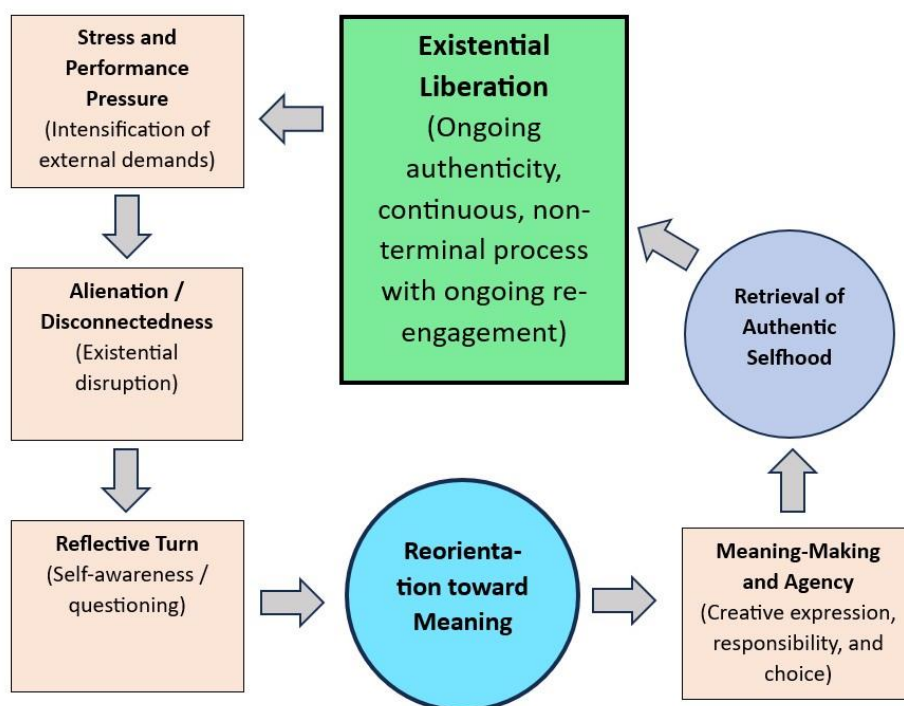 Stress and
Performance
Pressure
(Intensification of
external demands)
Existential
Liberation
(Ongoing
authenticity,
continuous, non-
terminal process
with ongoing re-
engagement)
Alienation /
Disconnectedness
(Existential
disruption)
Retrieval of
Authentic
Selfhood
Reflective Turn
(Self-awareness /
questioning)
Reorienta-
tion toward
Meaning
Meaning-Making
and Agency
(Creative expression,
responsibility, and
choice)